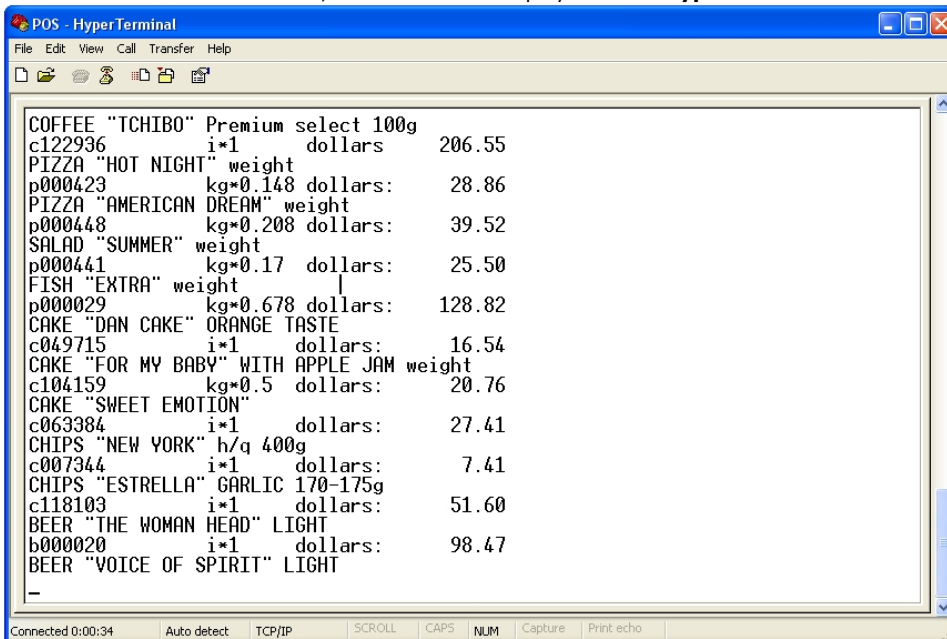 POS - HyperTerminal
File Edit View Call Transfer Help
COFFEE "TCHIBO" Premium select 100g
c122936 i*1 dollars 206.55
PIZZA "HOT NIGHT" weight
p000423 kg*0.148 dollars: 28.86
PIZZA "AMERICAN DREAM" weight
p000448 kg*0.208 dollars: 39.52
SALAD "SUMMER" weight
p000441 kg*0.17 dollars: 25.50
FISH "EXTRA" weight
p000029 kg*0.678 dollars: 128.82
CAKE "DAN CAKE" ORANGE TASTE
c049715 i*1 dollars: 16.54
CAKE "FOR MY BABY" WITH APPLE JAM weight
c104159 kg*0.5 dollars: 20.76
CAKE "SWEET EMOTION"
c063384 i*1 dollars: 27.41
CHIPS "NEW YORK" h/q 400g
c007344 i*1 dollars: 7.41
CHIPS "ESTRELLA" GARLIC 170-175g
c118103 i*1 dollars: 51.60
BEER "THE WOMAN HEAD" LIGHT
b000020 i*1 dollars: 98.47
BEER "VOICE OF SPIRIT" LIGHT
_
Connected 0:00:34 Auto detect TCP/IP SCROLL CAPS NUM Capture Print echo